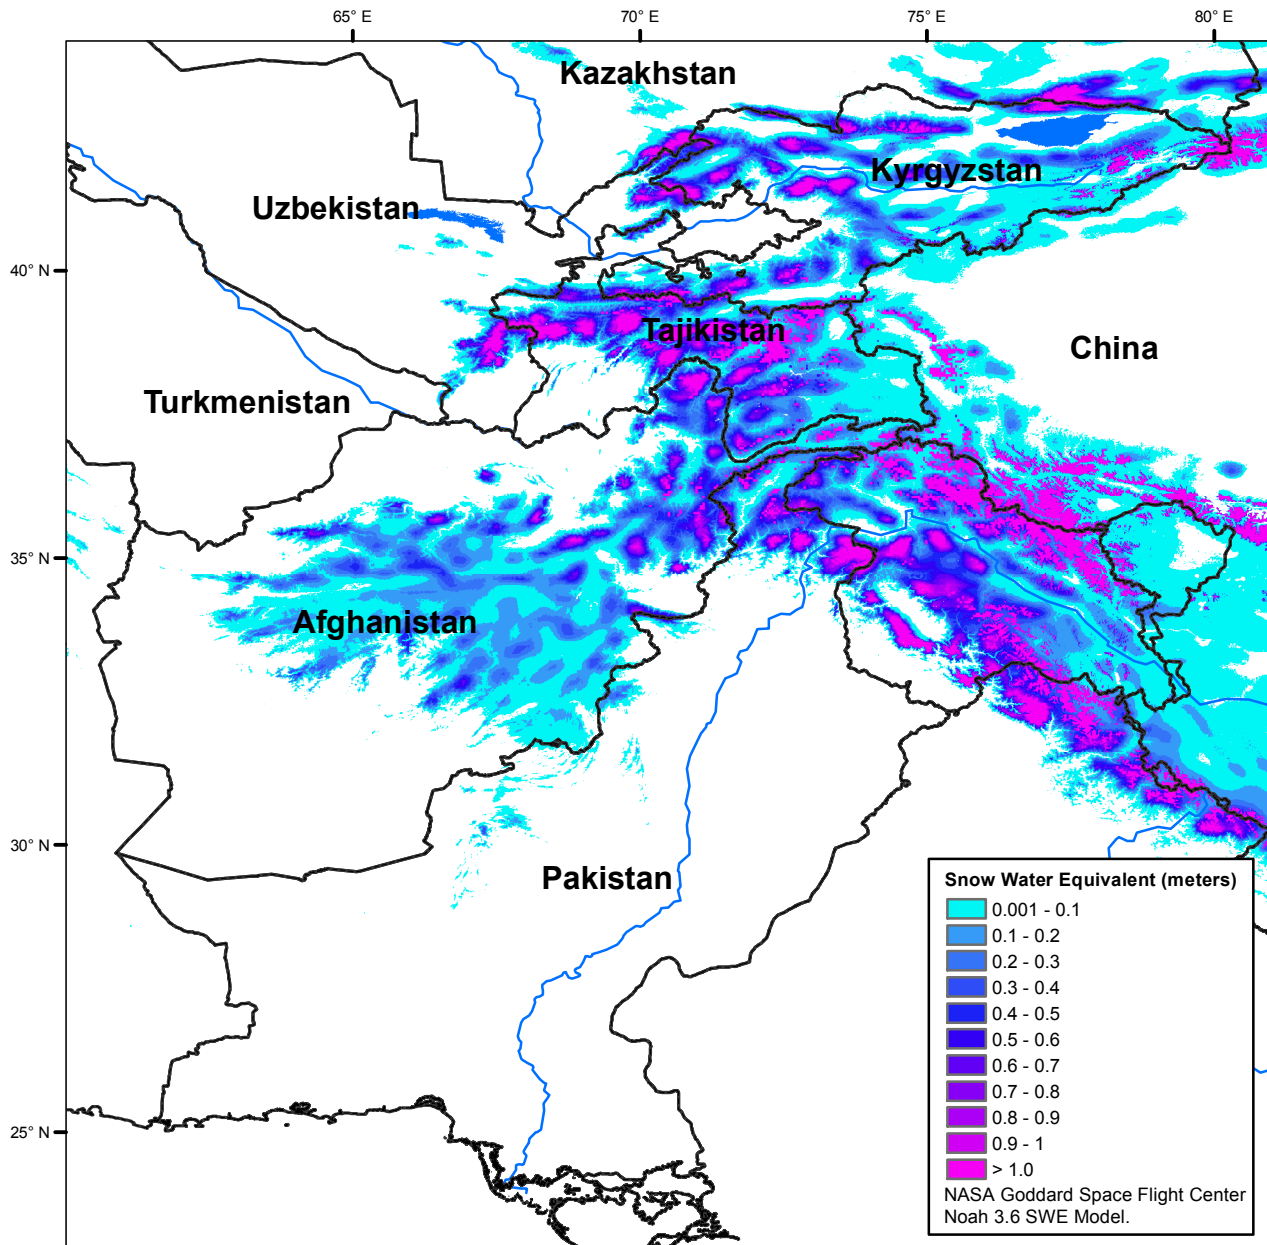 65° E
70° E
75° E
80° E
Kazakhstan
Kyrgyzstan
Uzbekistan
40° N
Tajikistan
China
Turkmenistan
35° N
Afghanistan
30° N
Pakistan
25° N
Snow Water Equivalent (meters)
0.001 - 0.1
0.1 - 0.2
0.2 - 0.3
0.3 - 0.4
0.4 - 0.5
0.5 - 0.6
0.6 - 0.7
0.7 - 0.8
0.8 - 0.9
0.9 - 1
> 1.0
NASA Goddard Space Flight Center
Noah 3.6 SWE Model.